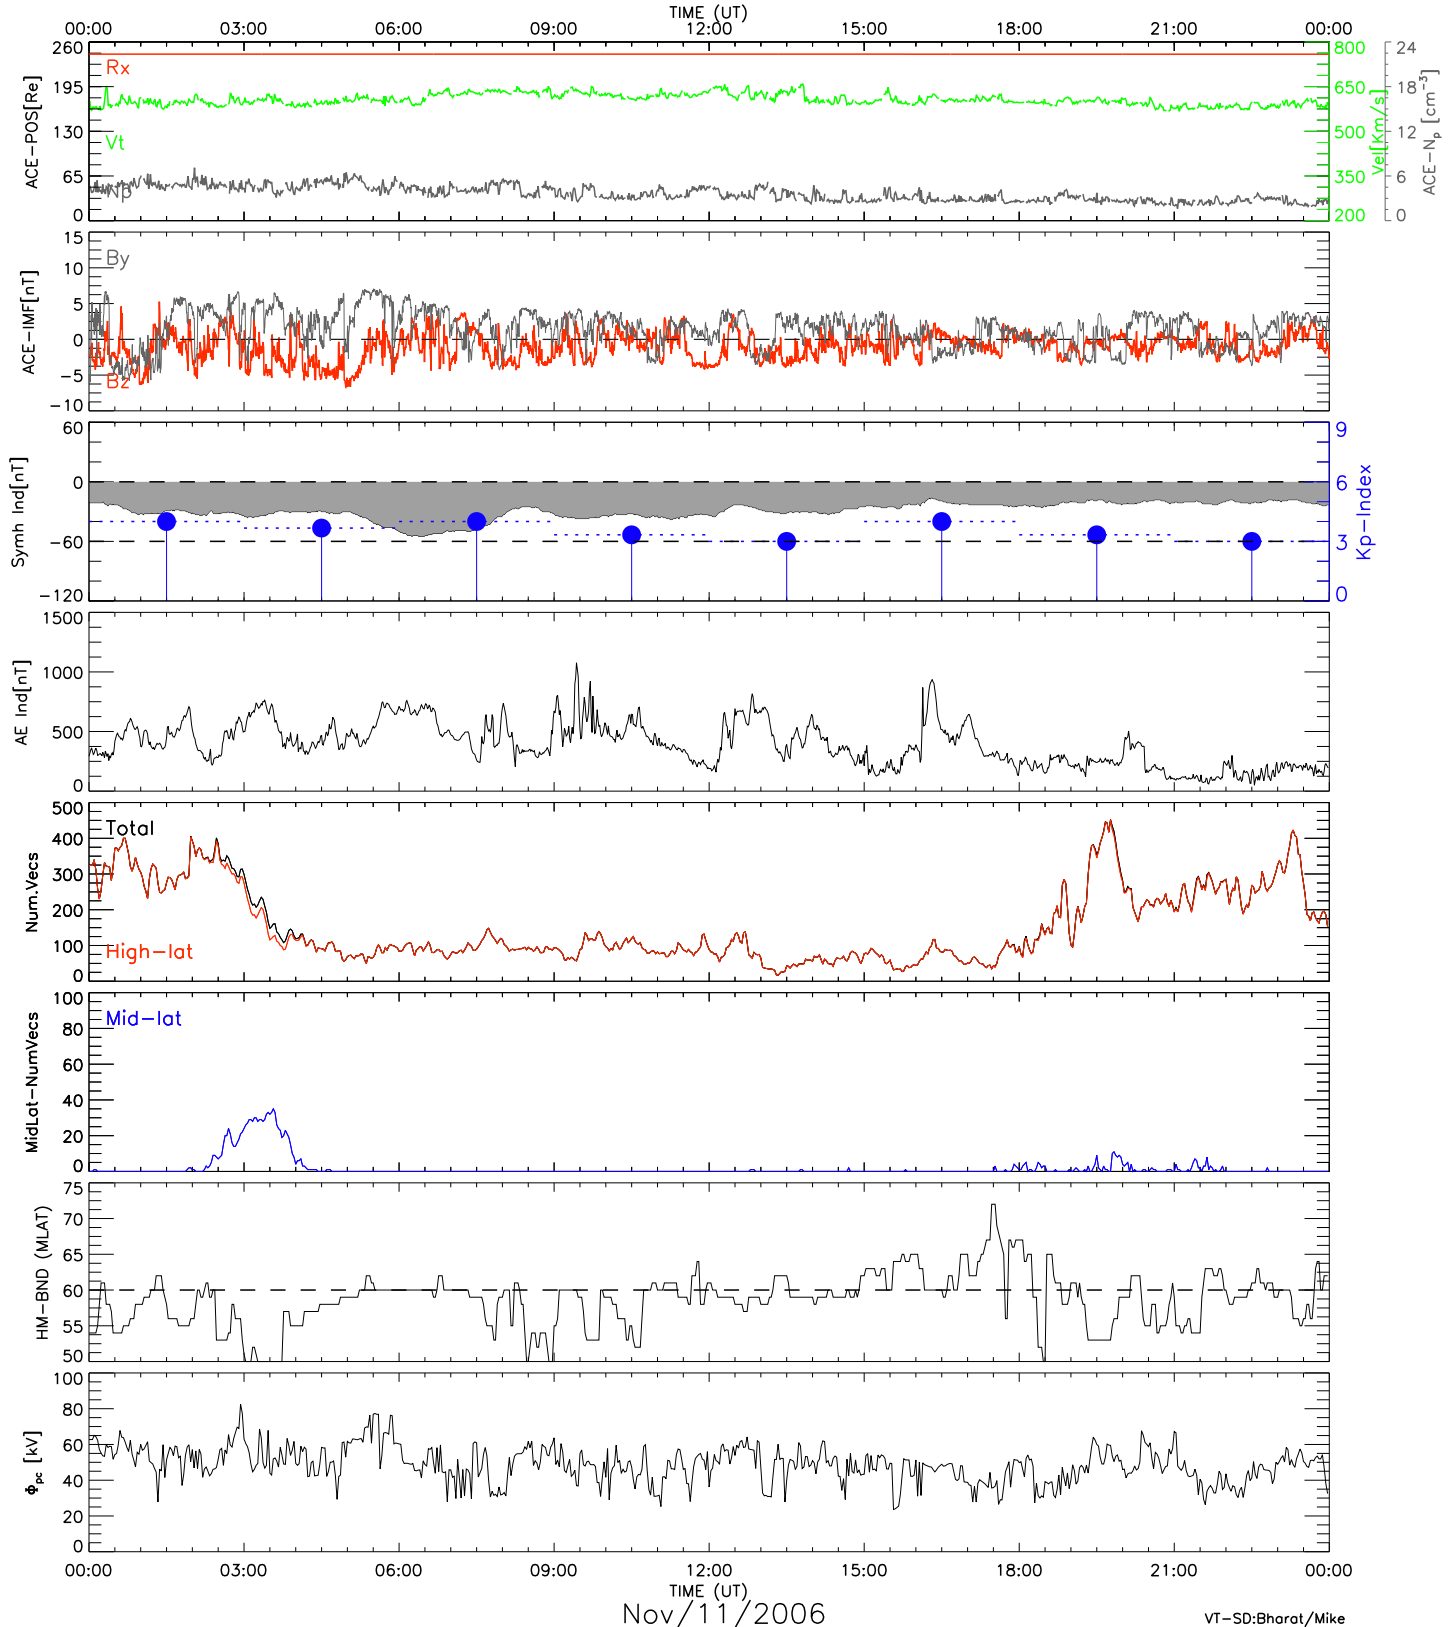 TIME (UT)
00:00 03:00 06:00 09:00 12:00 15:00 18:00 21:00 00:00
ACE-POS[Re]
260
195
130
65
0
Rx
Vt
Np
800
650
500
350
200
Vel[Km/s]
24
18
12
6
0
ACE-Np [cm⁻³]
ACE-IMF[nT]
15
10
5
0
-5
-10
By
Bz
Symh Ind[nT]
60
0
-60
-120
9
6
3
0
Kp-Index
AE Ind[nT]
1500
1000
500
0
Num.Vecs
500
400
300
200
100
0
Total
High-lat
MidLat-NumVecs
100
80
60
40
20
0
Mid-lat
HM-BND (MLAT)
75
70
65
60
55
50
Φpc [kV]
100
80
60
40
20
0
00:00 03:00 06:00 09:00 12:00 15:00 18:00 21:00 00:00
TIME (UT)
Nov/11/2006
VT-SD:Bharat/Mike